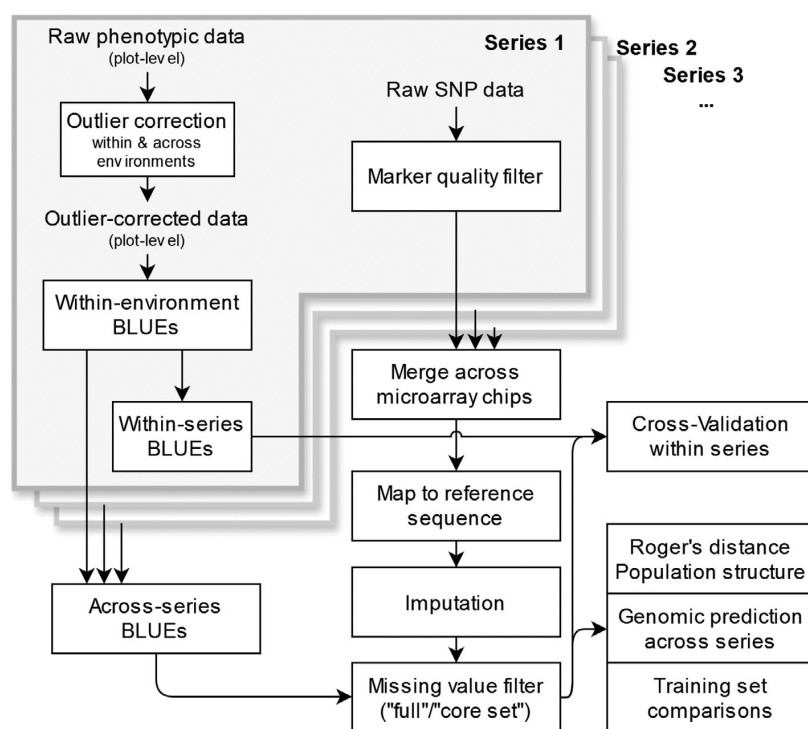 Raw phenotypic data
(plot-level)
Series 1
Series 2
Series 3
...
Raw SNP data
Outlier correction
within & across
environments
Marker quality filter
Outlier-corrected data
(plot-level)
Within-environment
BLUEs
Merge across
microarray chips
Within-series
BLUEs
Cross-Validation
within series
Map to reference
sequence
Roger's distance
Population structure
Across-series
BLUEs
Imputation
Genomic prediction
across series
Missing value filter
("full"/"core set")
Training set
comparisons